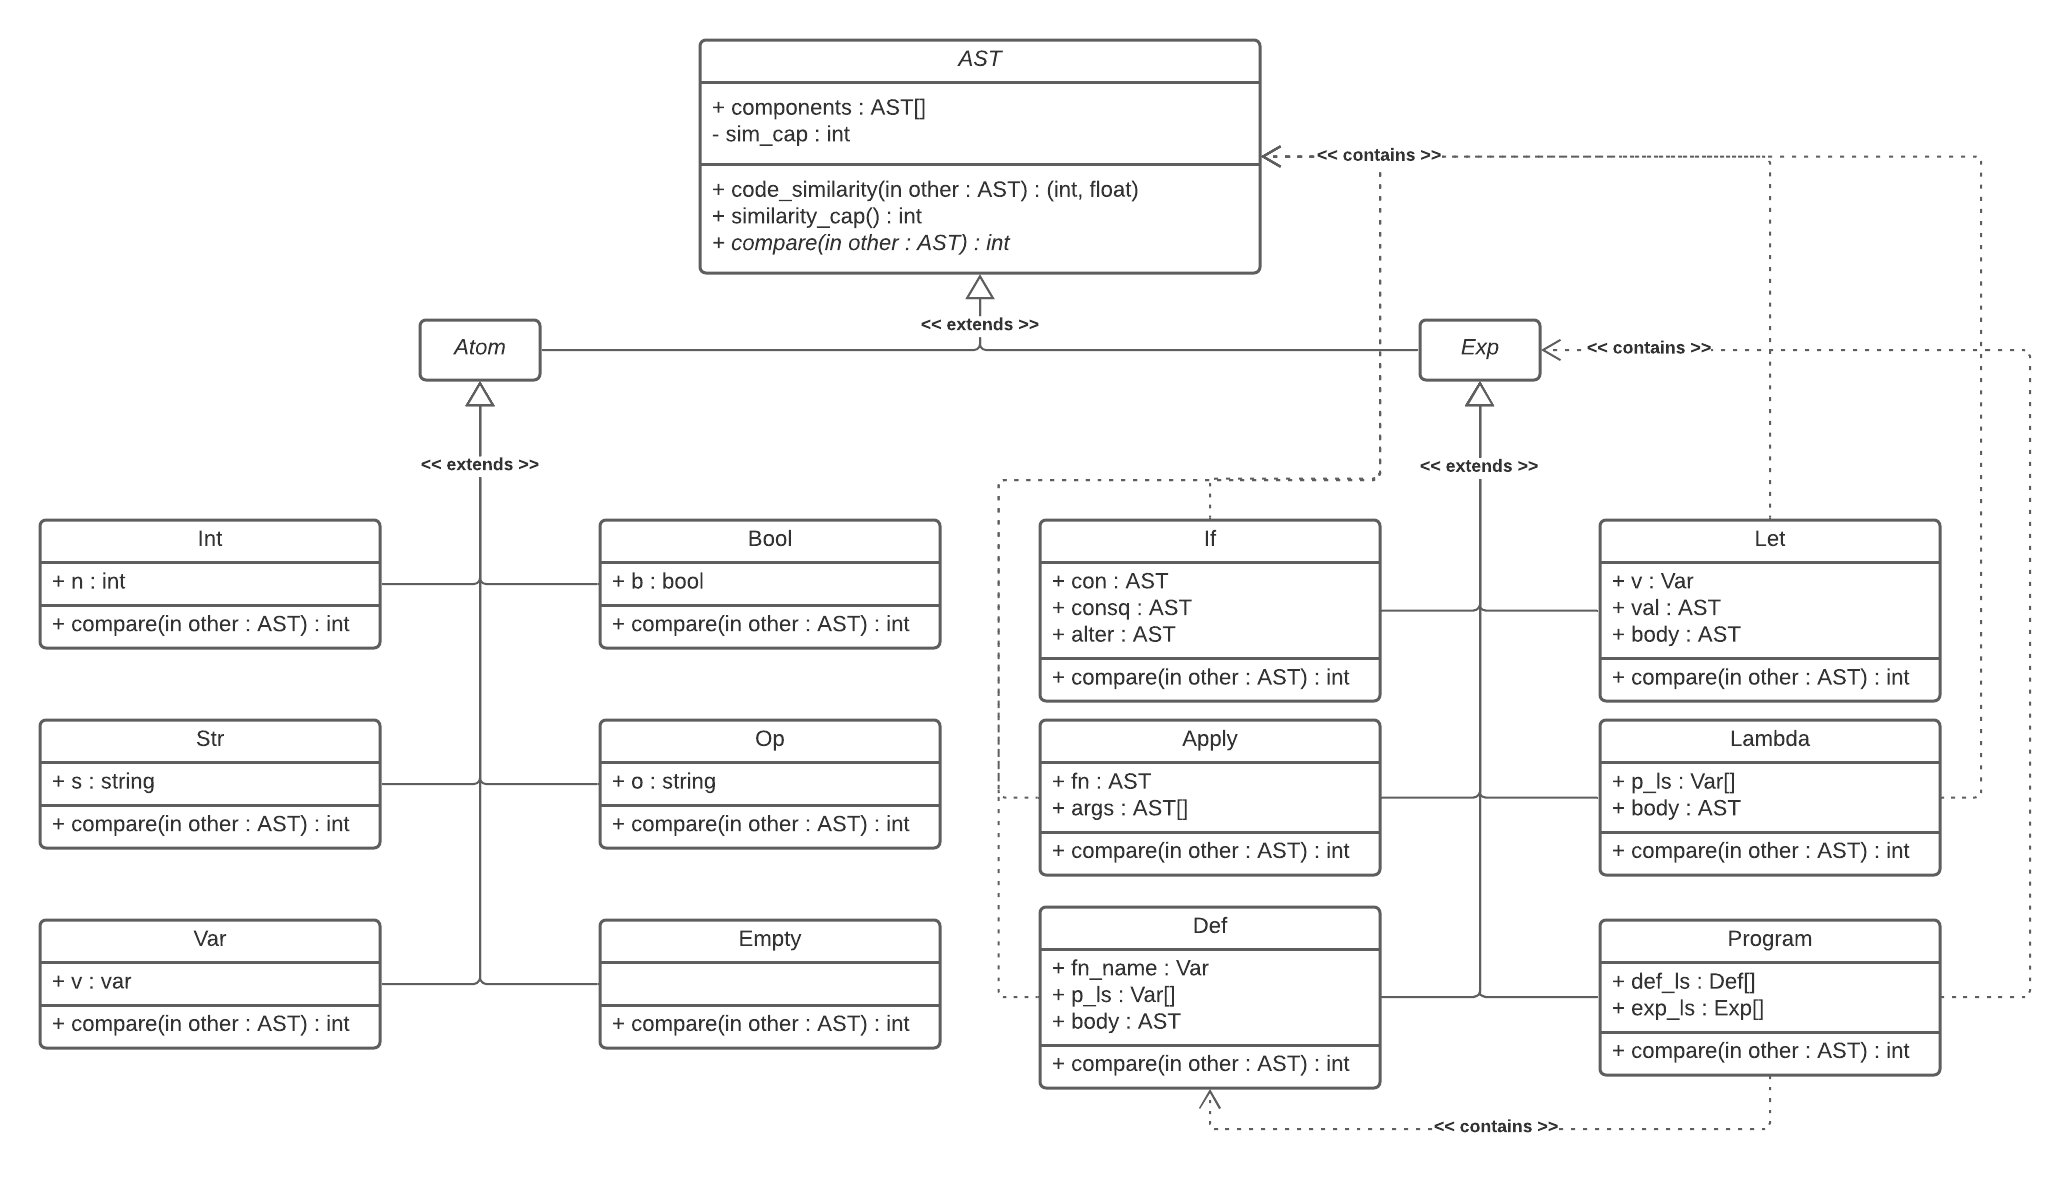 AST
+ components : AST[]
- sim_cap : int
+ code_similarity(in other : AST) : (int, float)
+ similarity_cap() : int
+ compare(in other : AST) : int
<< contains >>
<< extends >>
Atom
Exp
<< contains >>
<< extends >>
<< extends >>
Int
+ n : int
+ compare(in other : AST) : int
Bool
+ b : bool
+ compare(in other : AST) : int
If
+ con : AST
+ consq : AST
+ alter : AST
+ compare(in other : AST) : int
Let
+ v : Var
+ val : AST
+ body : AST
+ compare(in other : AST) : int
Str
+ s : string
+ compare(in other : AST) : int
Op
+ o : string
+ compare(in other : AST) : int
Apply
+ fn : AST
+ args : AST[]
+ compare(in other : AST) : int
Lambda
+ p_ls : Var[]
+ body : AST
+ compare(in other : AST) : int
Var
+ v : var
+ compare(in other : AST) : int
Empty
+ compare(in other : AST) : int
Def
+ fn_name : Var
+ p_ls : Var[]
+ body : AST
+ compare(in other : AST) : int
Program
+ def_ls : Def[]
+ exp_ls : Exp[]
+ compare(in other : AST) : int
<< contains >>